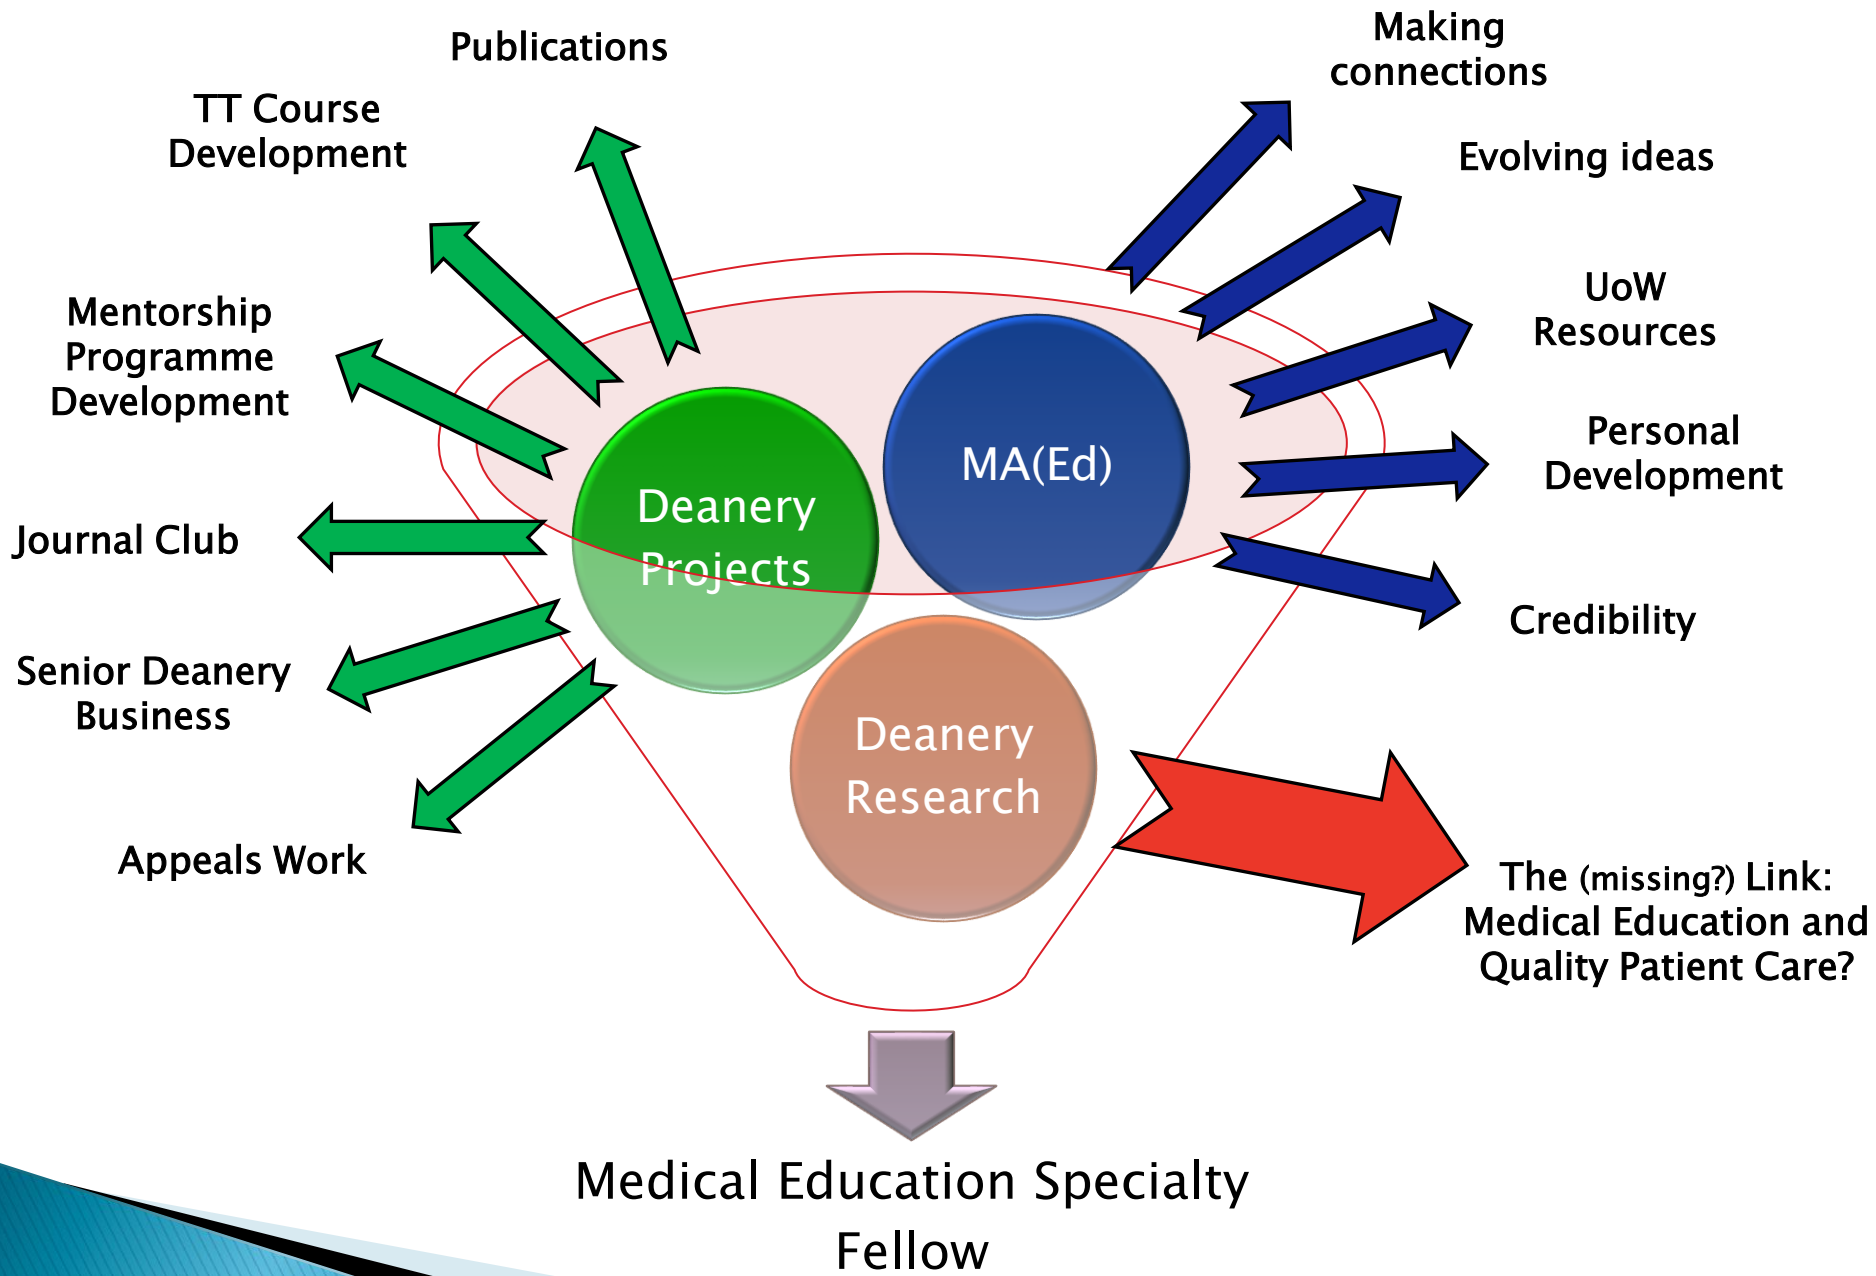 Publications
TT Course
Development
Mentorship
Programme
Development
Journal Club
Senior Deanery
Business
Appeals Work
Deanery
Projects
MA(Ed)
Deanery
Research
Making
connections
Evolving ideas
UoW
Resources
Personal
Development
Credibility
The (missing?) Link:
Medical Education and
Quality Patient Care?
Medical Education Specialty
Fellow